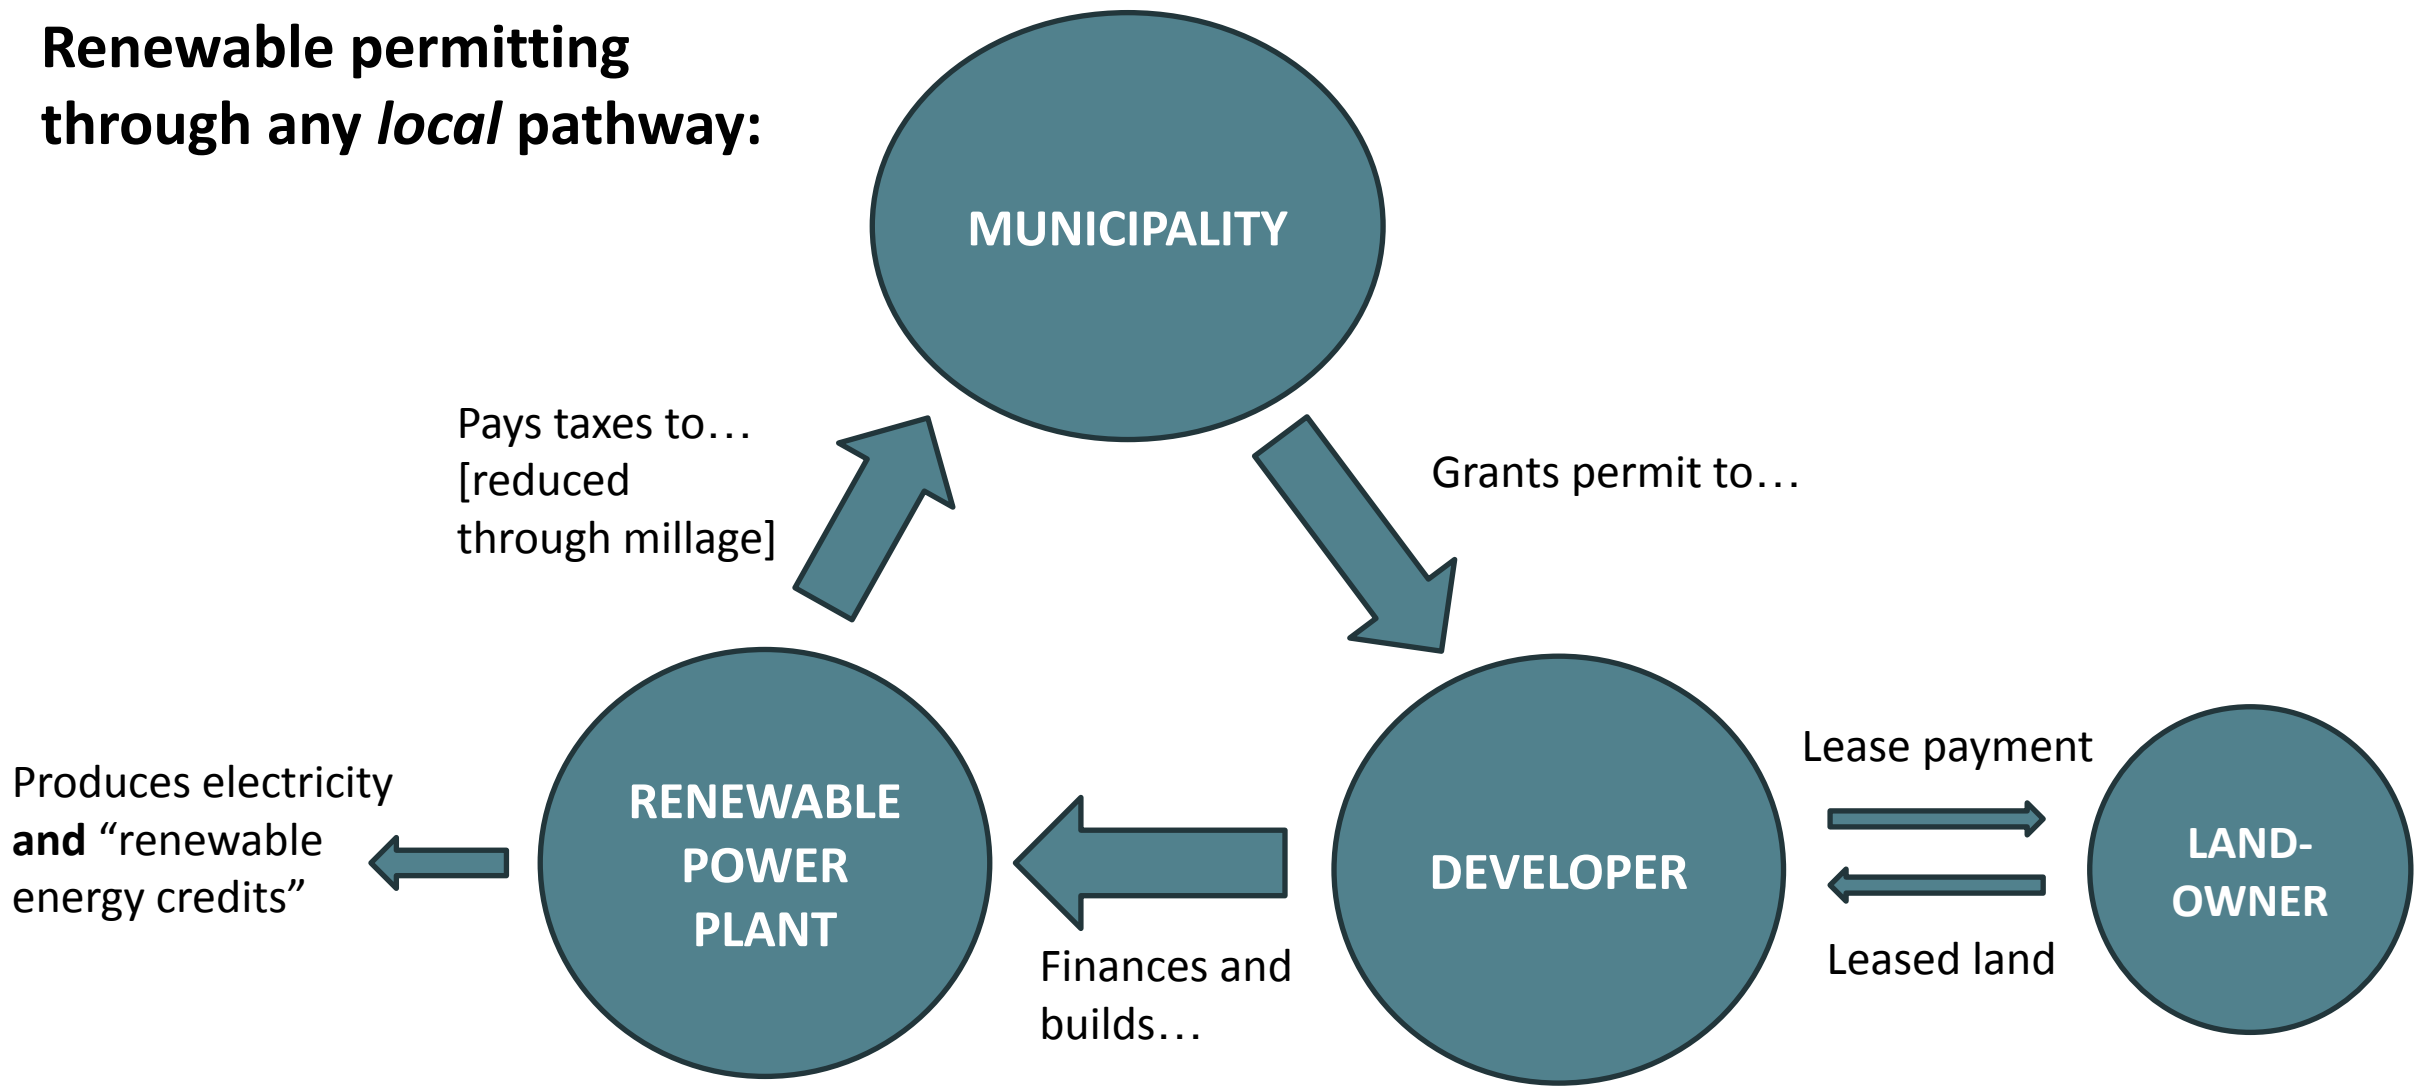 Renewable permitting
through any local pathway:
MUNICIPALITY
Pays taxes to…
[reduced
through millage]
Grants permit to…
Produces electricity
and “renewable
energy credits”
RENEWABLE
POWER
PLANT
Finances and
builds…
DEVELOPER
Lease payment
Leased land
LAND-
OWNER